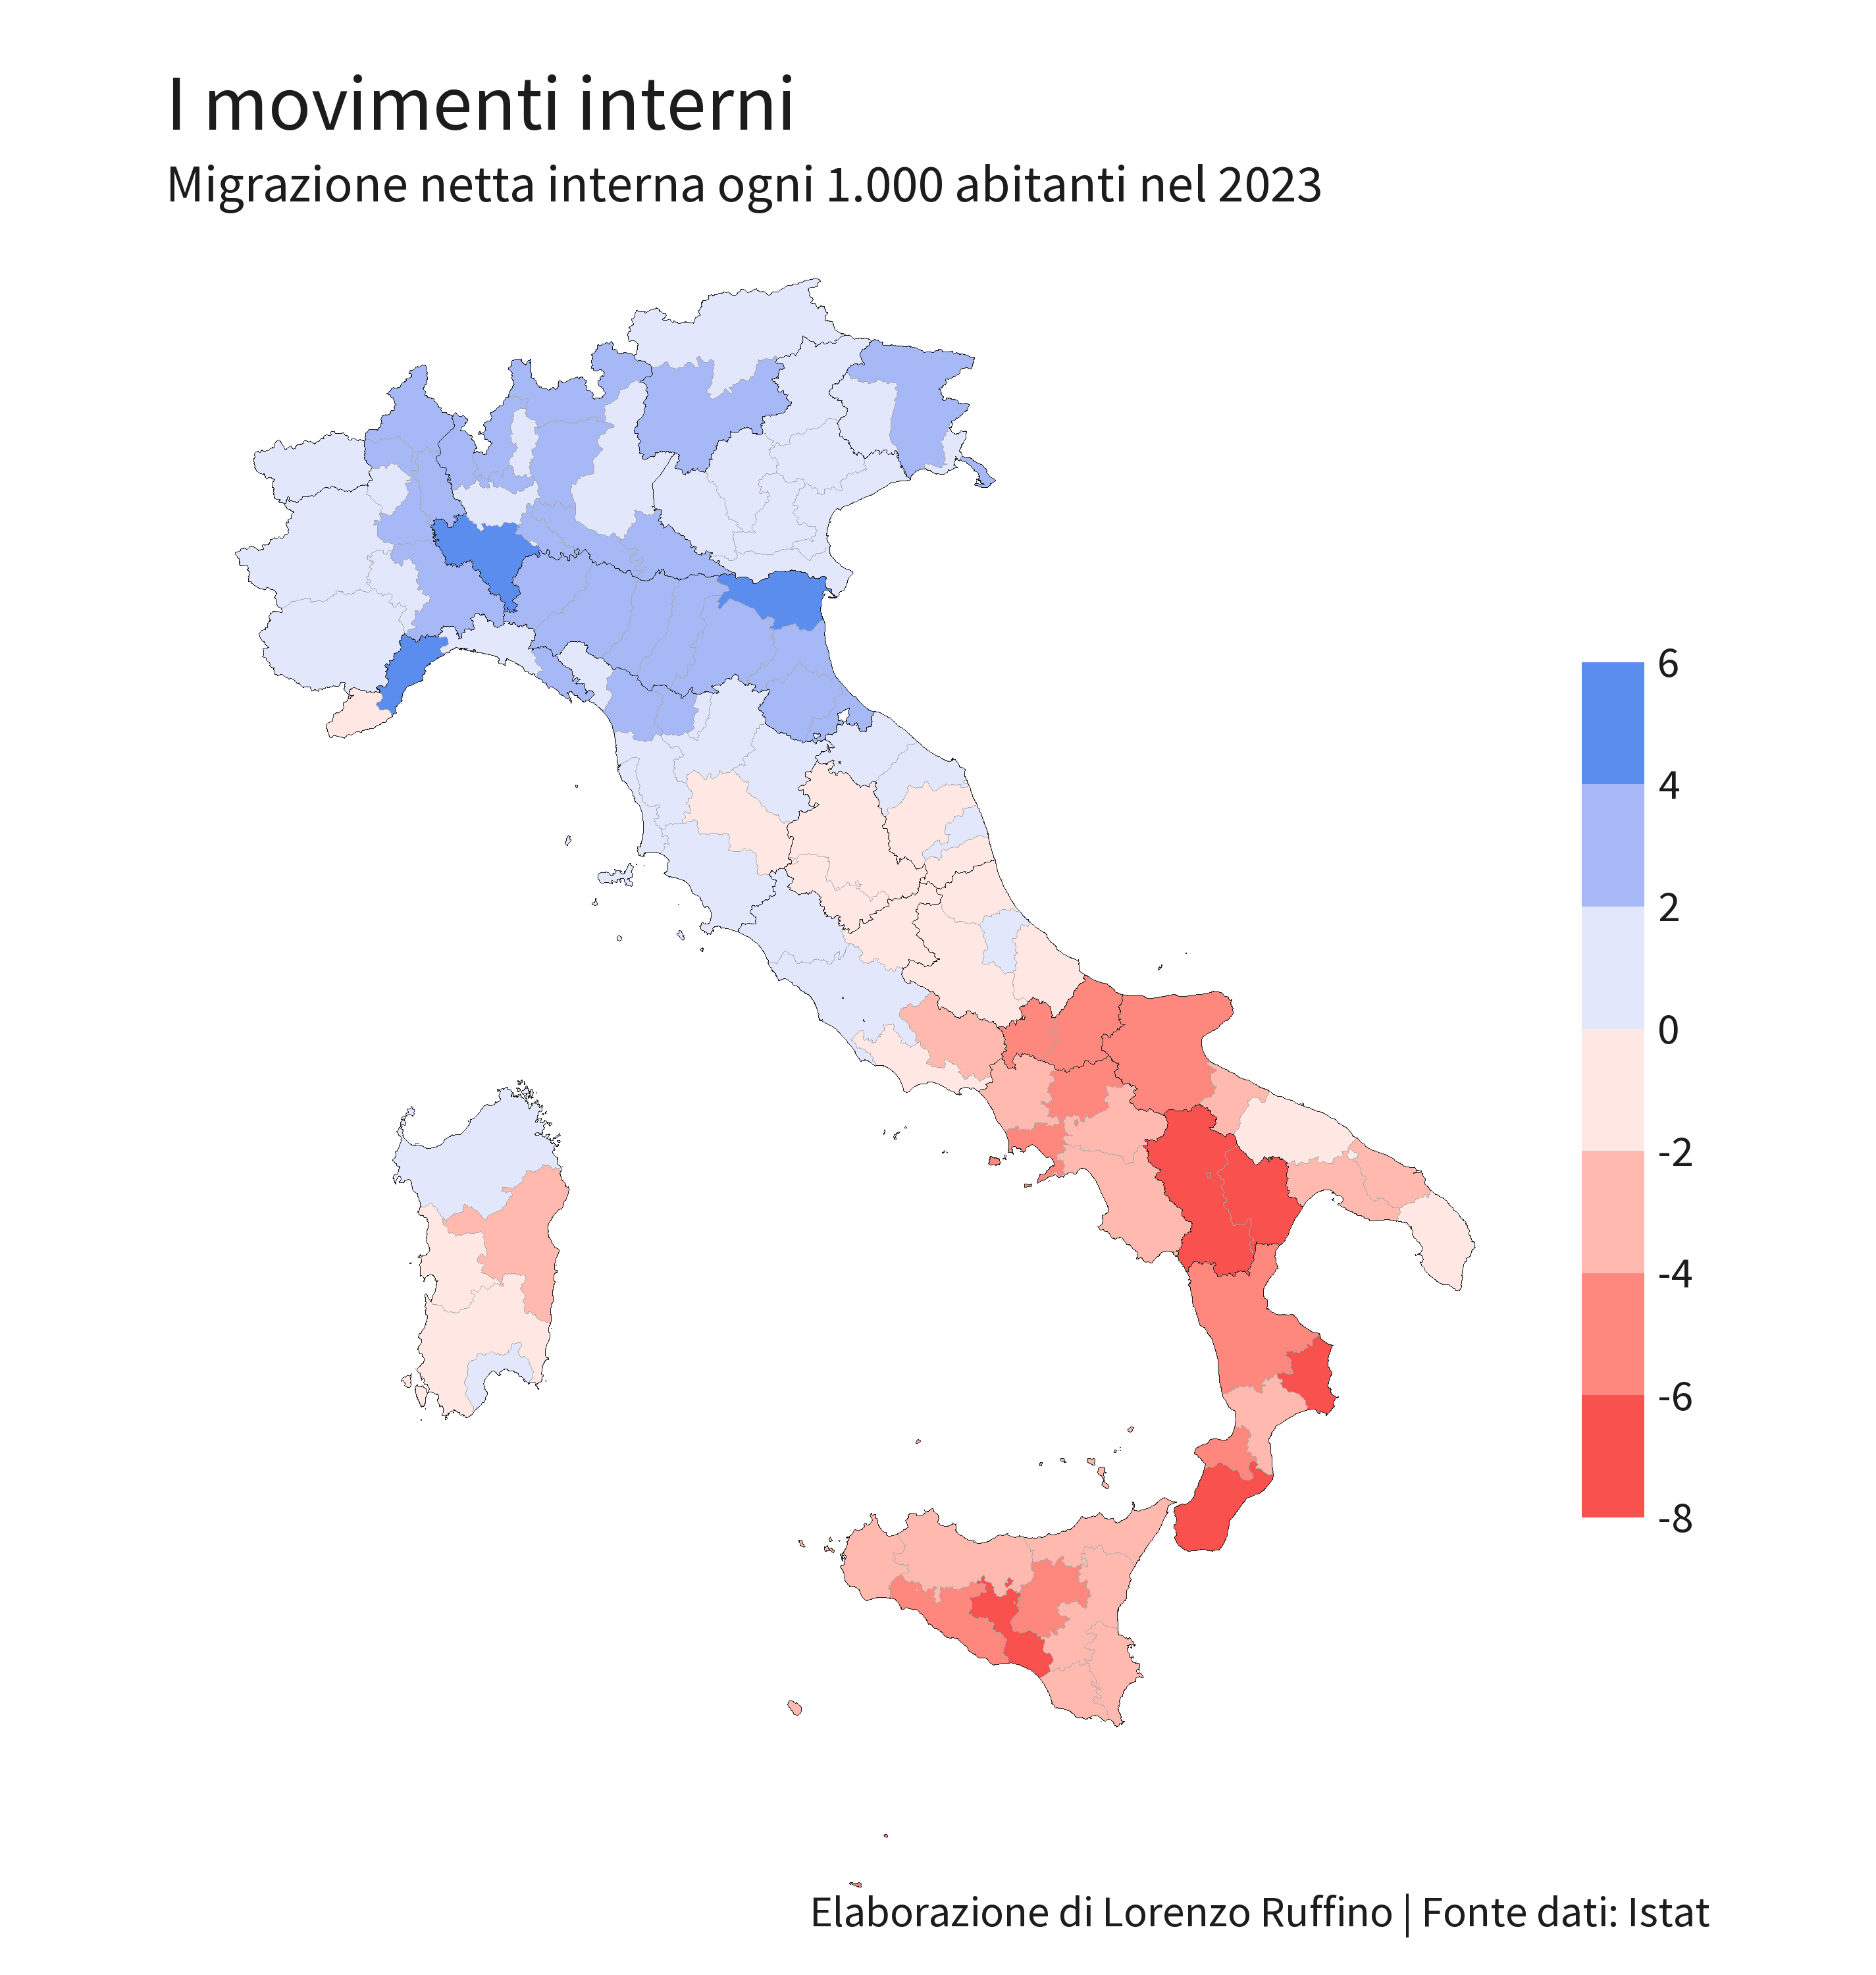 I movimenti interni
Migrazione netta interna ogni 1.000 abitanti nel 2023
6
4
2
0
-2
-4
-6
-8
Elaborazione di Lorenzo Ruffino | Fonte dati: Istat